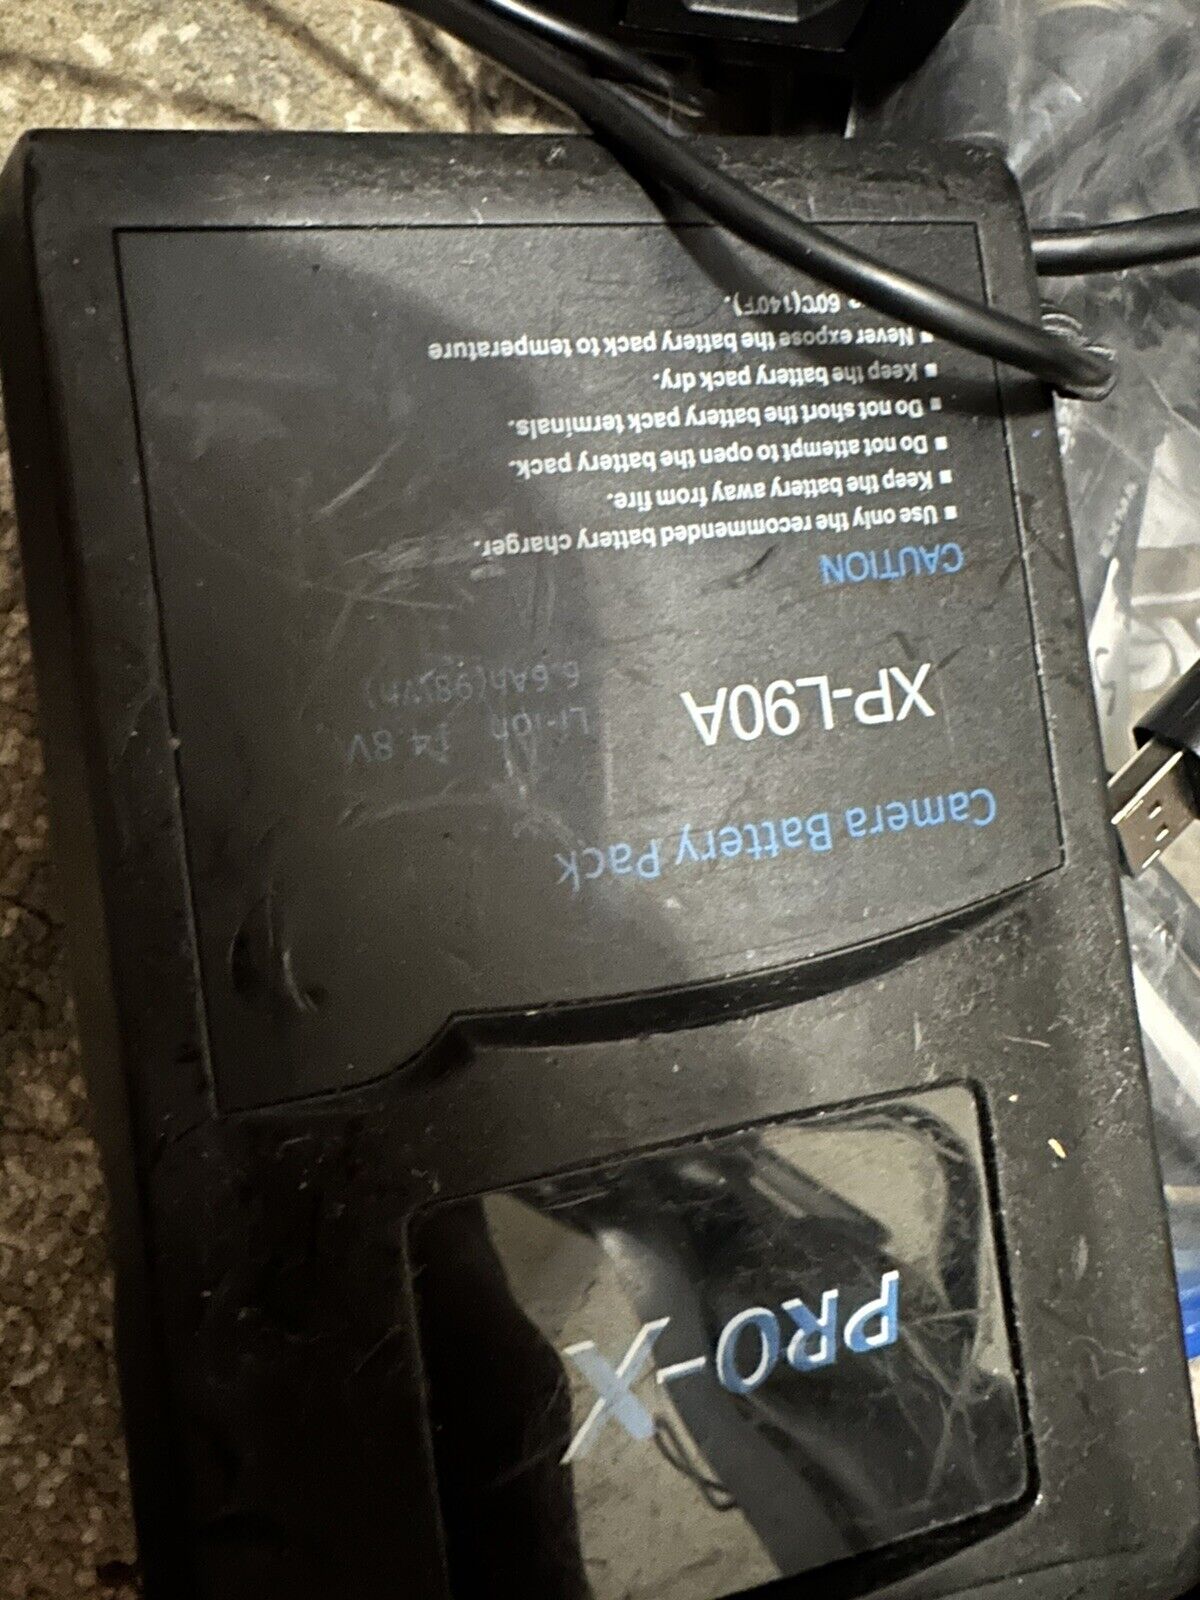 PRO-X
Camera Battery Pack
XP-L90A
Li-ion 14.8V
6.6Ah(98Wh)
CAUTION
■ Use only the recommended battery charger.
■ Keep the battery away from fire.
■ Do not attempt to open the battery pack.
■ Do not short the battery pack terminals.
■ Keep the battery pack dry.
■ Never expose the battery pack to temperature
60℃(140℉).